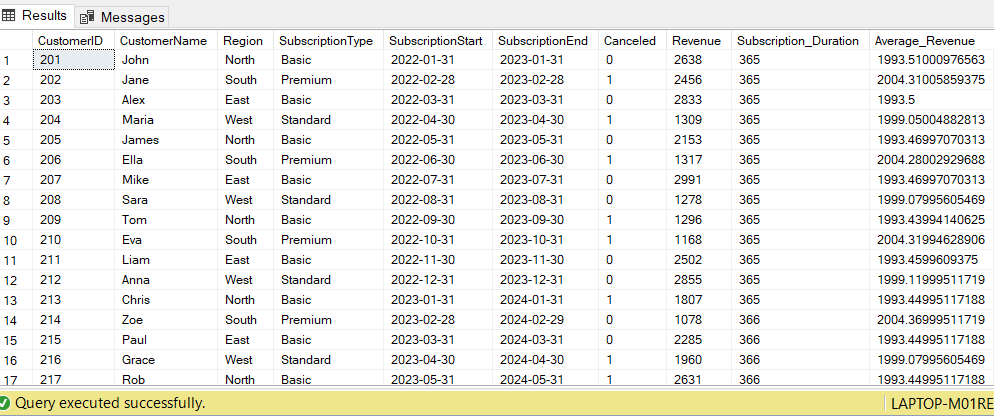 Results Messages
CustomerID CustomerName Region SubscriptionType SubscriptionStart SubscriptionEnd Canceled Revenue Subscription_Duration Average_Revenue
1 201 John North Basic 2022-01-31 2023-01-31 0 2638 365 1993.51000976563
2 202 Jane South Premium 2022-02-28 2023-02-28 1 2456 365 2004.31005859375
3 203 Alex East Basic 2022-03-31 2023-03-31 0 2833 365 1993.5
4 204 Maria West Standard 2022-04-30 2023-04-30 1 1309 365 1999.05004882813
5 205 James North Basic 2022-05-31 2023-05-31 0 2153 365 1993.46997070313
6 206 Ella South Premium 2022-06-30 2023-06-30 1 1317 365 2004.28002929688
7 207 Mike East Basic 2022-07-31 2023-07-31 0 2991 365 1993.46997070313
8 208 Sara West Standard 2022-08-31 2023-08-31 0 1278 365 1999.07995605469
9 209 Tom North Basic 2022-09-30 2023-09-30 1 1296 365 1993.43994140625
10 210 Eva South Premium 2022-10-31 2023-10-31 1 1168 365 2004.31994628906
11 211 Liam East Basic 2022-11-30 2023-11-30 0 2502 365 1993.4599609375
12 212 Anna West Standard 2022-12-31 2023-12-31 0 2855 365 1999.11999511719
13 213 Chris North Basic 2023-01-31 2024-01-31 1 1807 365 1993.44995117188
14 214 Zoe South Premium 2023-02-28 2024-02-29 0 1078 366 2004.36999511719
15 215 Paul East Basic 2023-03-31 2024-03-31 0 2285 366 1993.44995117188
16 216 Grace West Standard 2023-04-30 2024-04-30 1 1960 366 1999.07995605469
17 217 Rob North Basic 2023-05-31 2024-05-31 1 2631 366 1993.44995117188
Query executed successfully. LAPTOP-M01RE